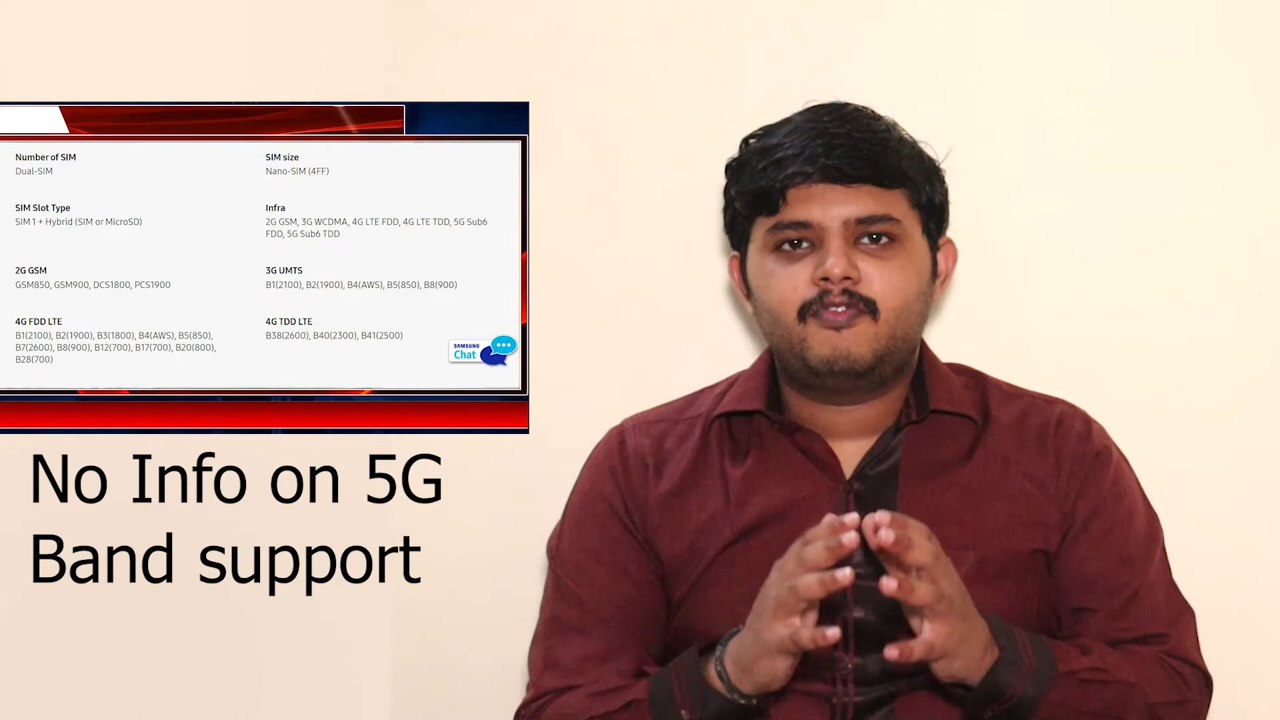 Number of SIM
Dual-SIM
SIM size
Nano-SIM (4FF)
SIM Slot Type
SIM 1 + Hybrid (SIM or MicroSD)
Infra
2G GSM, 3G WCDMA, 4G LTE FDD, 4G LTE TDD, 5G Sub6
FDD, 5G Sub6 TDD
2G GSM
GSM850, GSM900, DCS1800, PCS1900
3G UMTS
B1(2100), B2(1900), B4(AWS), B5(850), B8(900)
4G FDD LTE
B1(2100), B2(1900), B3(1800), B4(AWS), B5(850),
B7(2600), B8(900), B12(700), B17(700), B20(800),
B28(700)
4G TDD LTE
B38(2600), B40(2300), B41(2500)
SAMSUNG
Chat
No Info on 5G
Band support